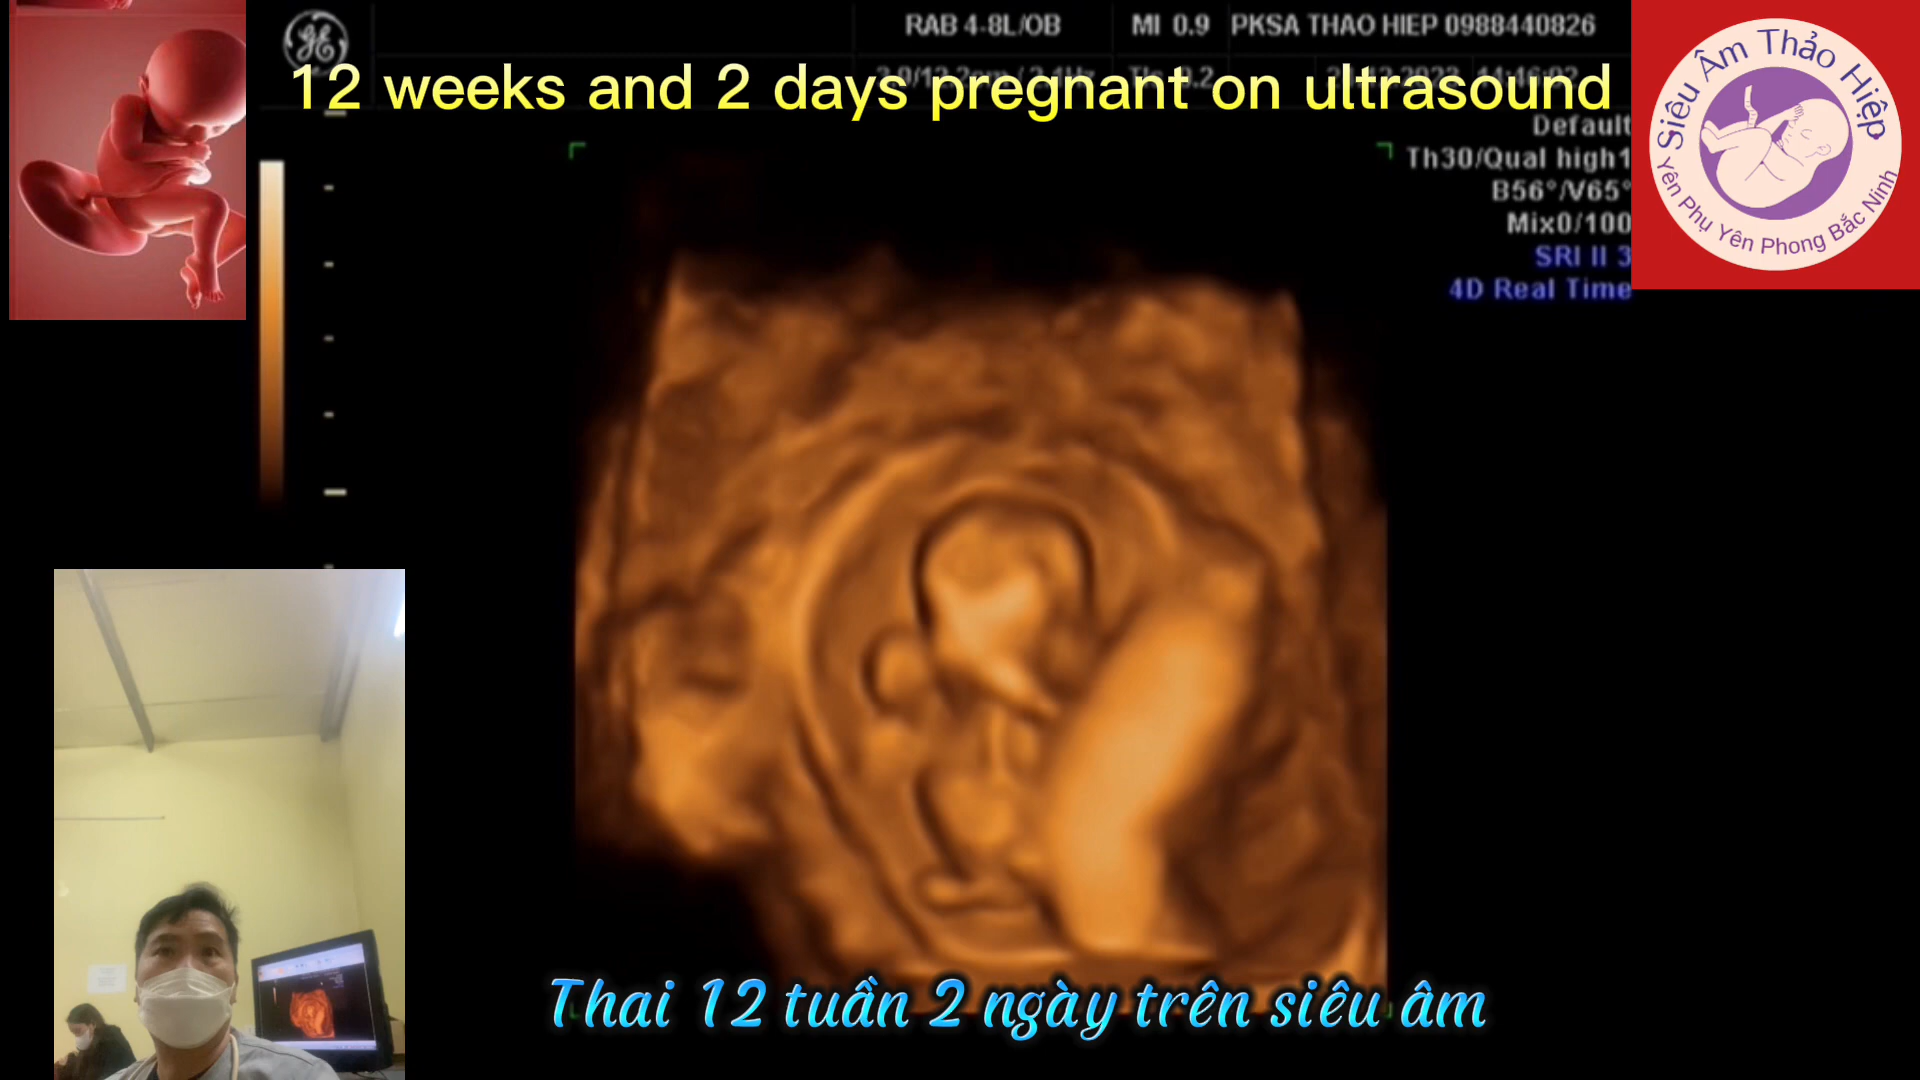 GE
RAB 4-8L/OB
MI 0.9
PKSA THAO HIEP 0988440826
12 weeks and 2 days pregnant on ultrasound
Default
Th30/Qual high1
B56°/V65°
Mix0/100
SRI II 3
4D Real Time
Siêu Âm Thảo Hiệp
Yên Phụ Yên Phong Bắc Ninh
Thai 12 tuần 2 ngày trên siêu âm